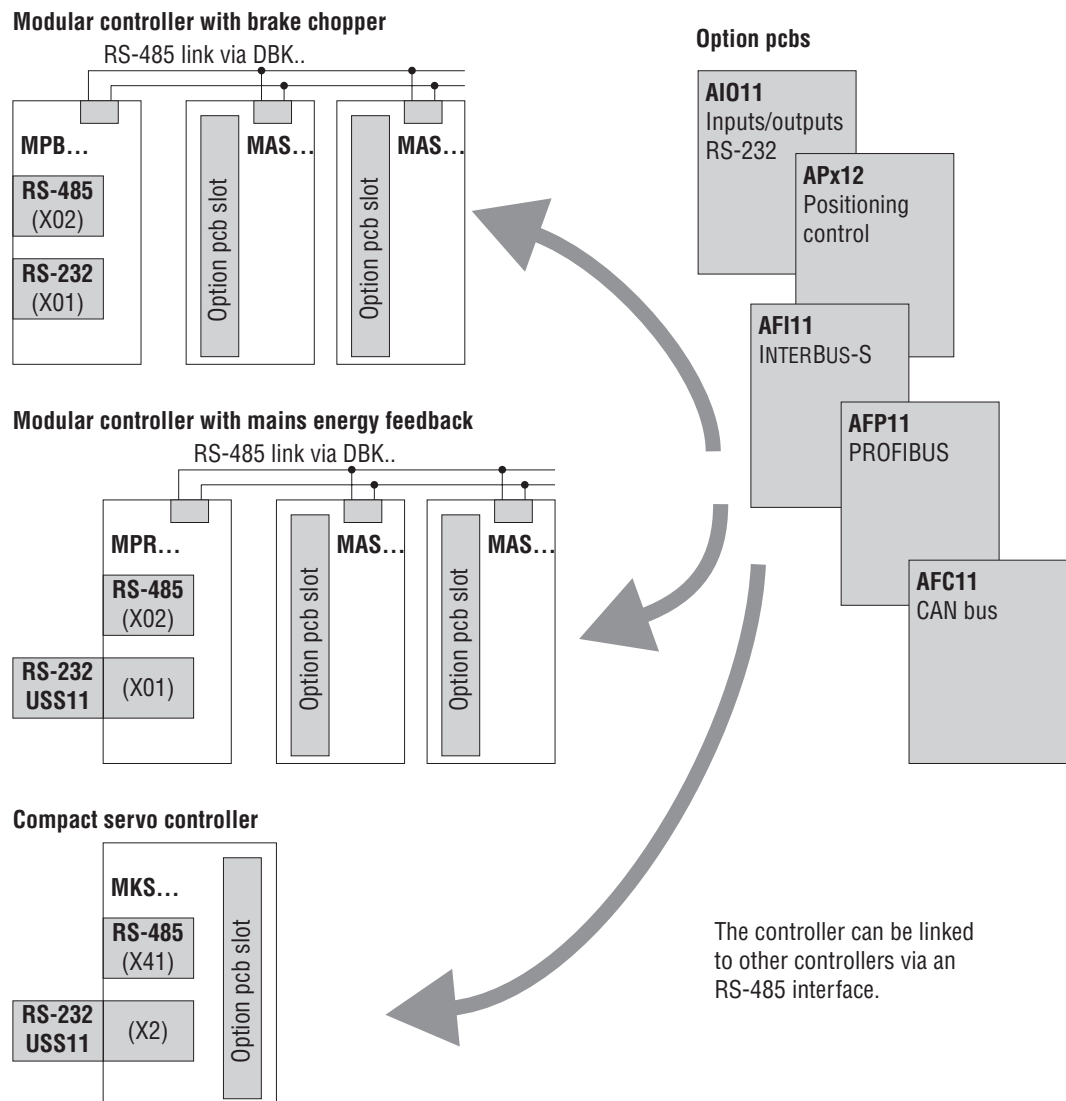 Modular controller with brake chopper
RS-485 link via DBK..
MPB...
RS-485
(X02)
RS-232
(X01)
Option pcb slot
MAS...
Option pcb slot
MAS...
Modular controller with mains energy feedback
RS-485 link via DBK..
MPR...
RS-485
(X02)
RS-232
USS11
(X01)
Option pcb slot
MAS...
Option pcb slot
MAS...
Compact servo controller
MKS...
RS-485
(X41)
RS-232
USS11
(X2)
Option pcb slot
Option pcbs
AIO11
Inputs/outputs
RS-232
APx12
Positioning
control
AFI11
INTERBUS-S
AFP11
PROFIBUS
AFC11
CAN bus
The controller can be linked
to other controllers via an
RS-485 interface.